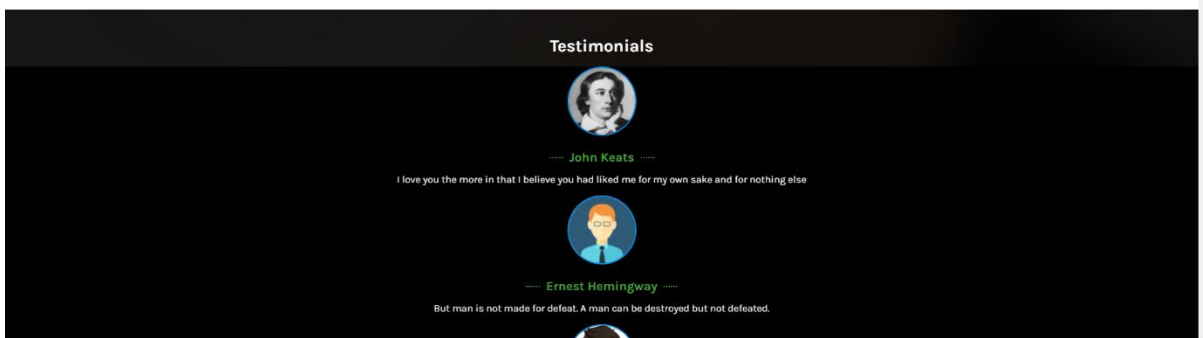 Testimonials
John Keats
I love you the more in that I believe you had liked me for my own sake and for nothing else
Ernest Hemingway
But man is not made for defeat. A man can be destroyed but not defeated.